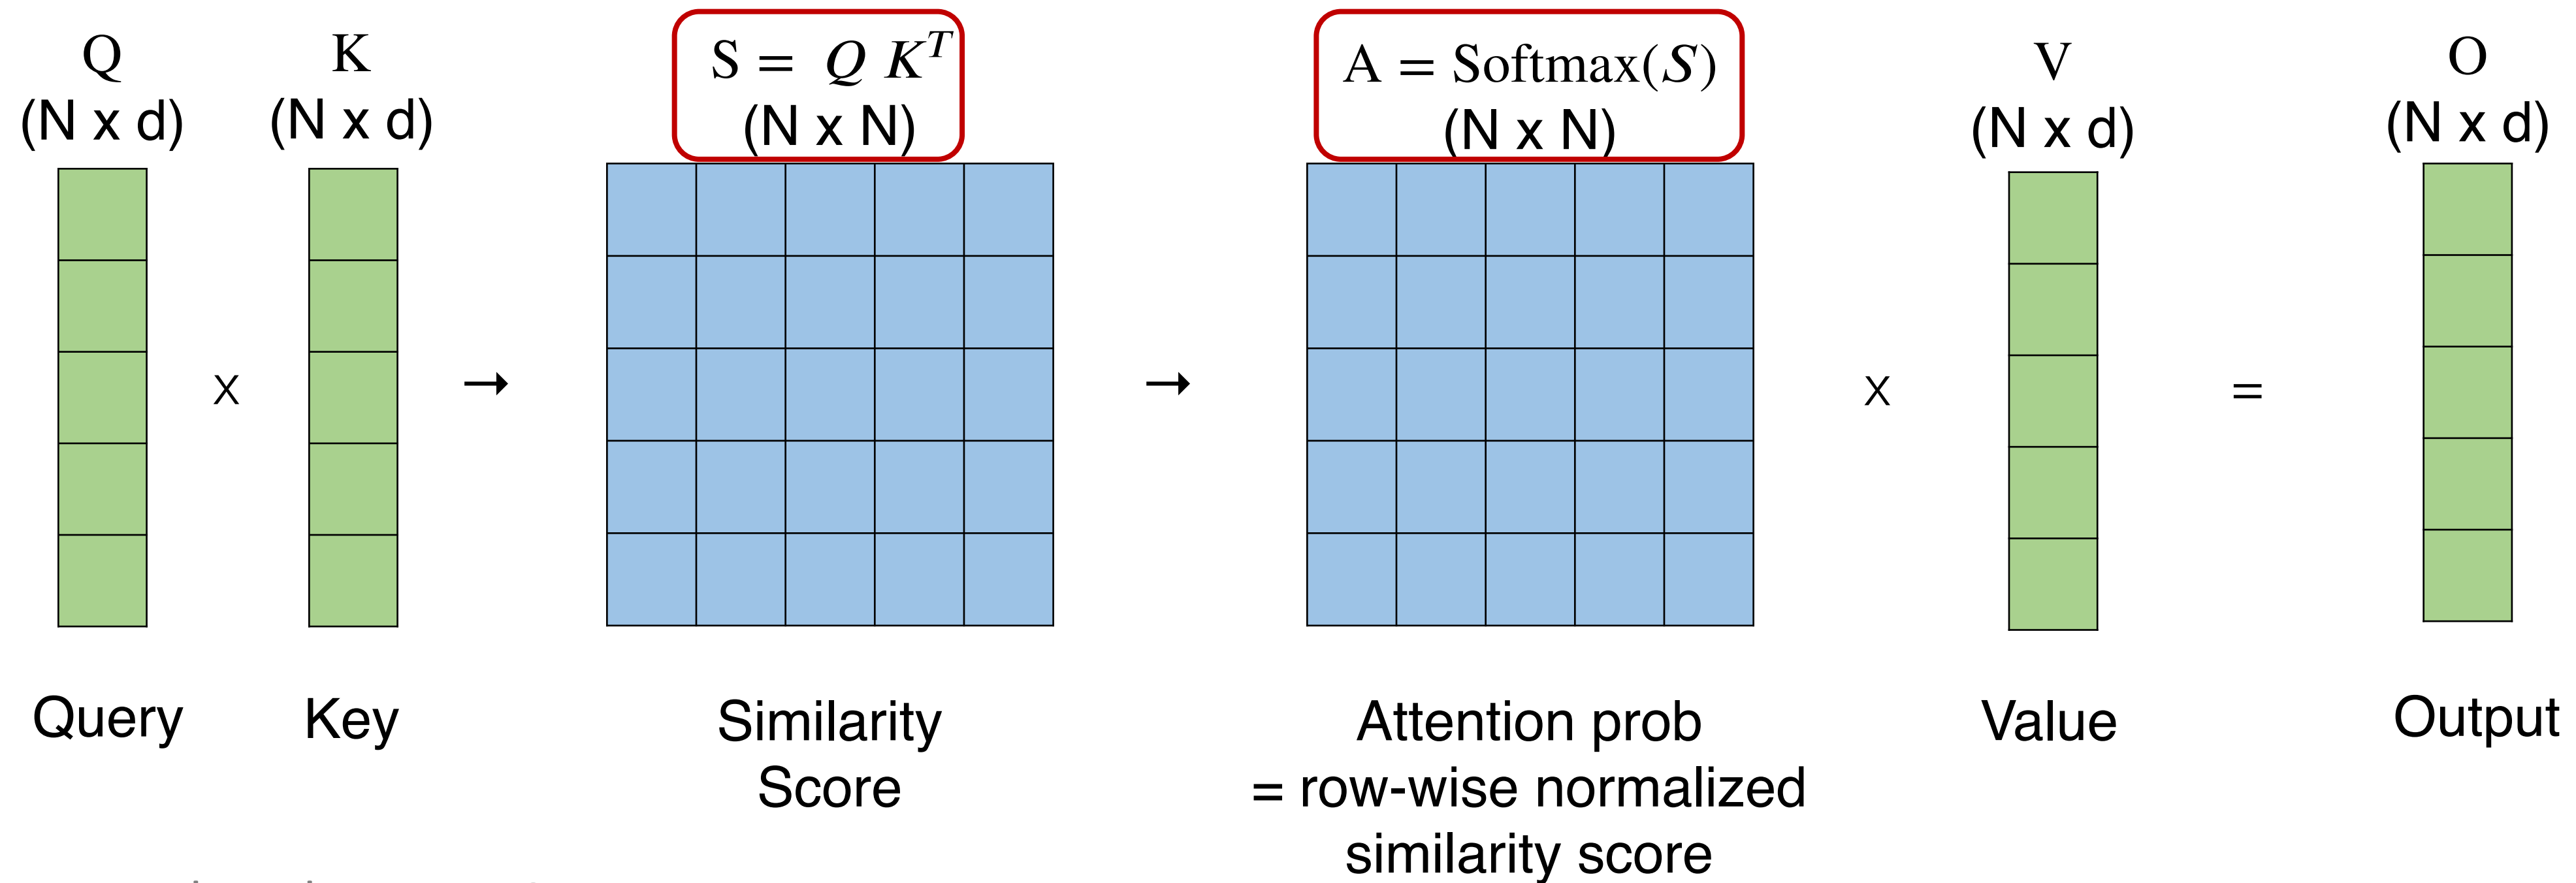 Q
(N x d)
K
(N x d)
S = Q K^T
(N x N)
A = Softmax(S)
(N x N)
V
(N x d)
O
(N x d)
x
→
→
x
=
Query
Key
Similarity
Score
Attention prob
= row-wise normalized
similarity score
Value
Output